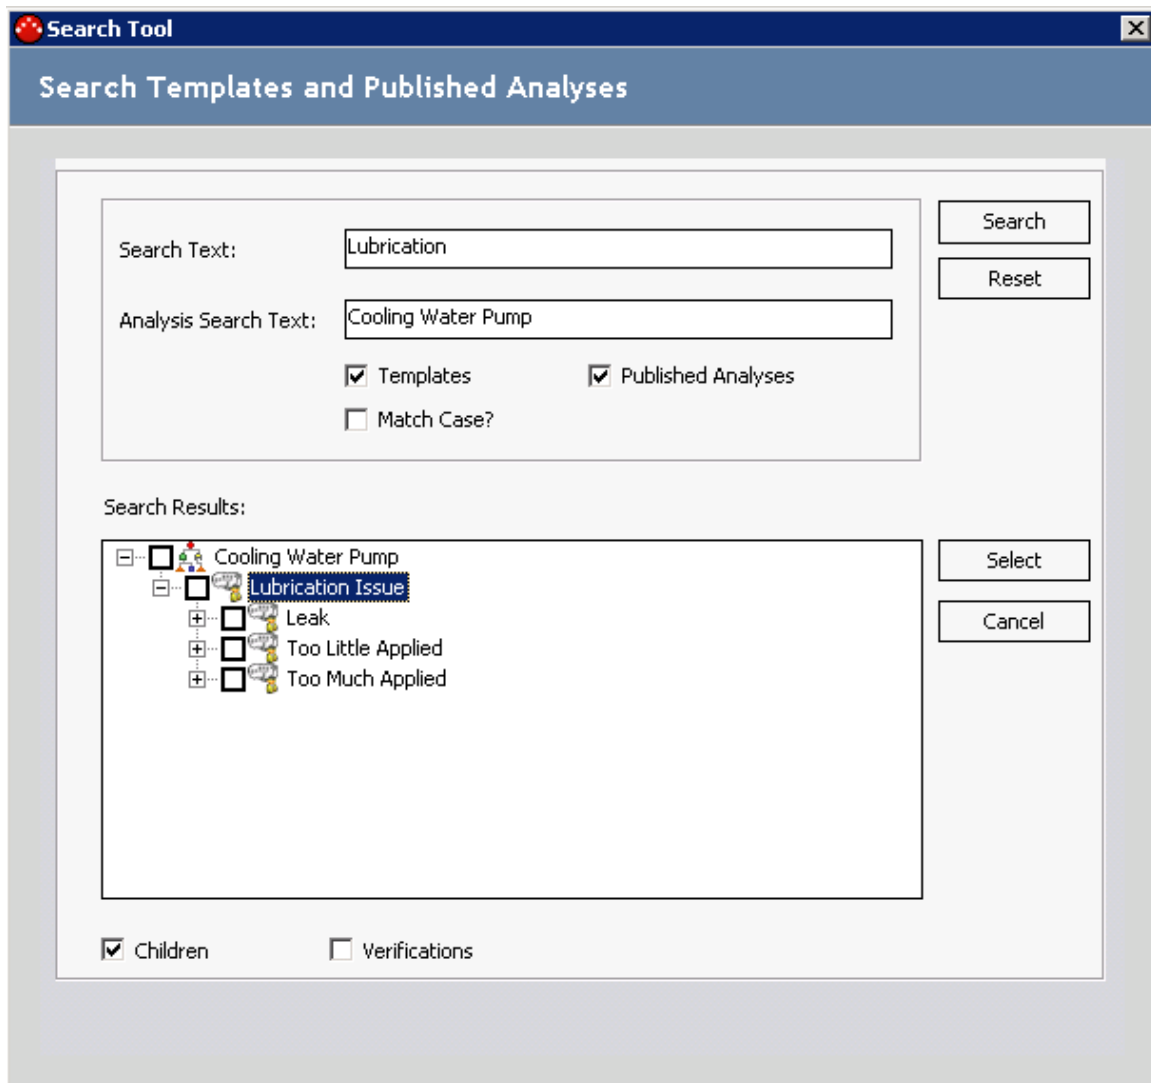 Search Tool
Search Templates and Published Analyses
Search Text:
Lubrication
Search
Reset
Analysis Search Text:
Cooling Water Pump
Templates
Published Analyses
Match Case?
Search Results:
Cooling Water Pump
Lubrication Issue
Leak
Too Little Applied
Too Much Applied
Select
Cancel
Children
Verifications